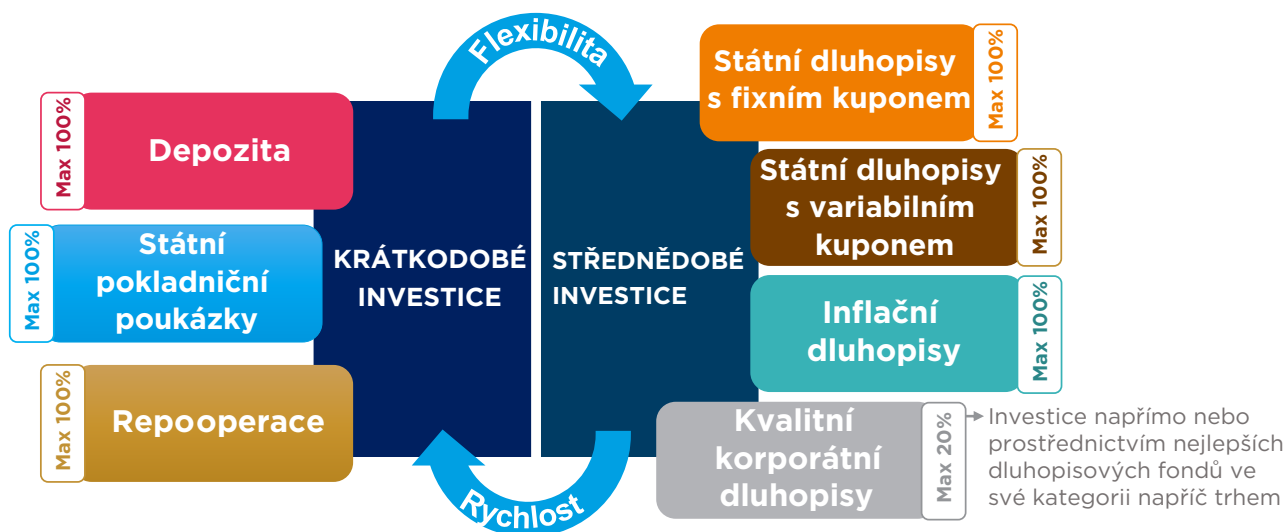 Flexibilita
Max 100%
Depozita
Max 100%
Státní
pokladniční
poukázky
Max 100%
Repooperace
KRÁTKODOBÉ
INVESTICE
STŘEDNĚDOBÉ
INVESTICE
Státní dluhopisy
s fixním kuponem
Max 100%
Státní dluhopisy
s variabilním
kuponem
Max 100%
Inflační
dluhopisy
Max 100%
Kvalitní
korporátní
dluhopisy
Max 20%
Investice napřímo nebo
prostřednictvím nejlepších
dluhopisových fondů ve
své kategorii napříč trhem
Rychlost